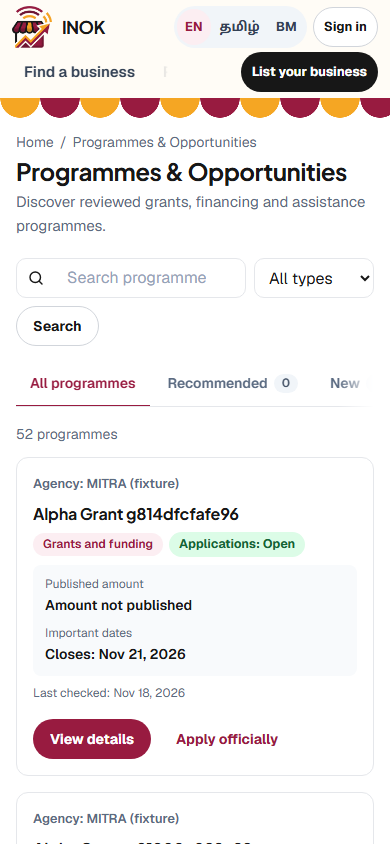 INOK
EN தமிழ் BM
Sign in
Find a business
List your business
Home / Programmes & Opportunities
Programmes & Opportunities
Discover reviewed grants, financing and assistance
programmes.
Search programme
All types
Search
All programmes
Recommended 0
New
52 programmes
Agency: MITRA (fixture)
Alpha Grant g814dfcfafe96
Grants and funding
Applications: Open
Published amount
Amount not published
Important dates
Closes: Nov 21, 2026
Last checked: Nov 18, 2026
View details
Apply officially
Agency: MITRA (fixture)